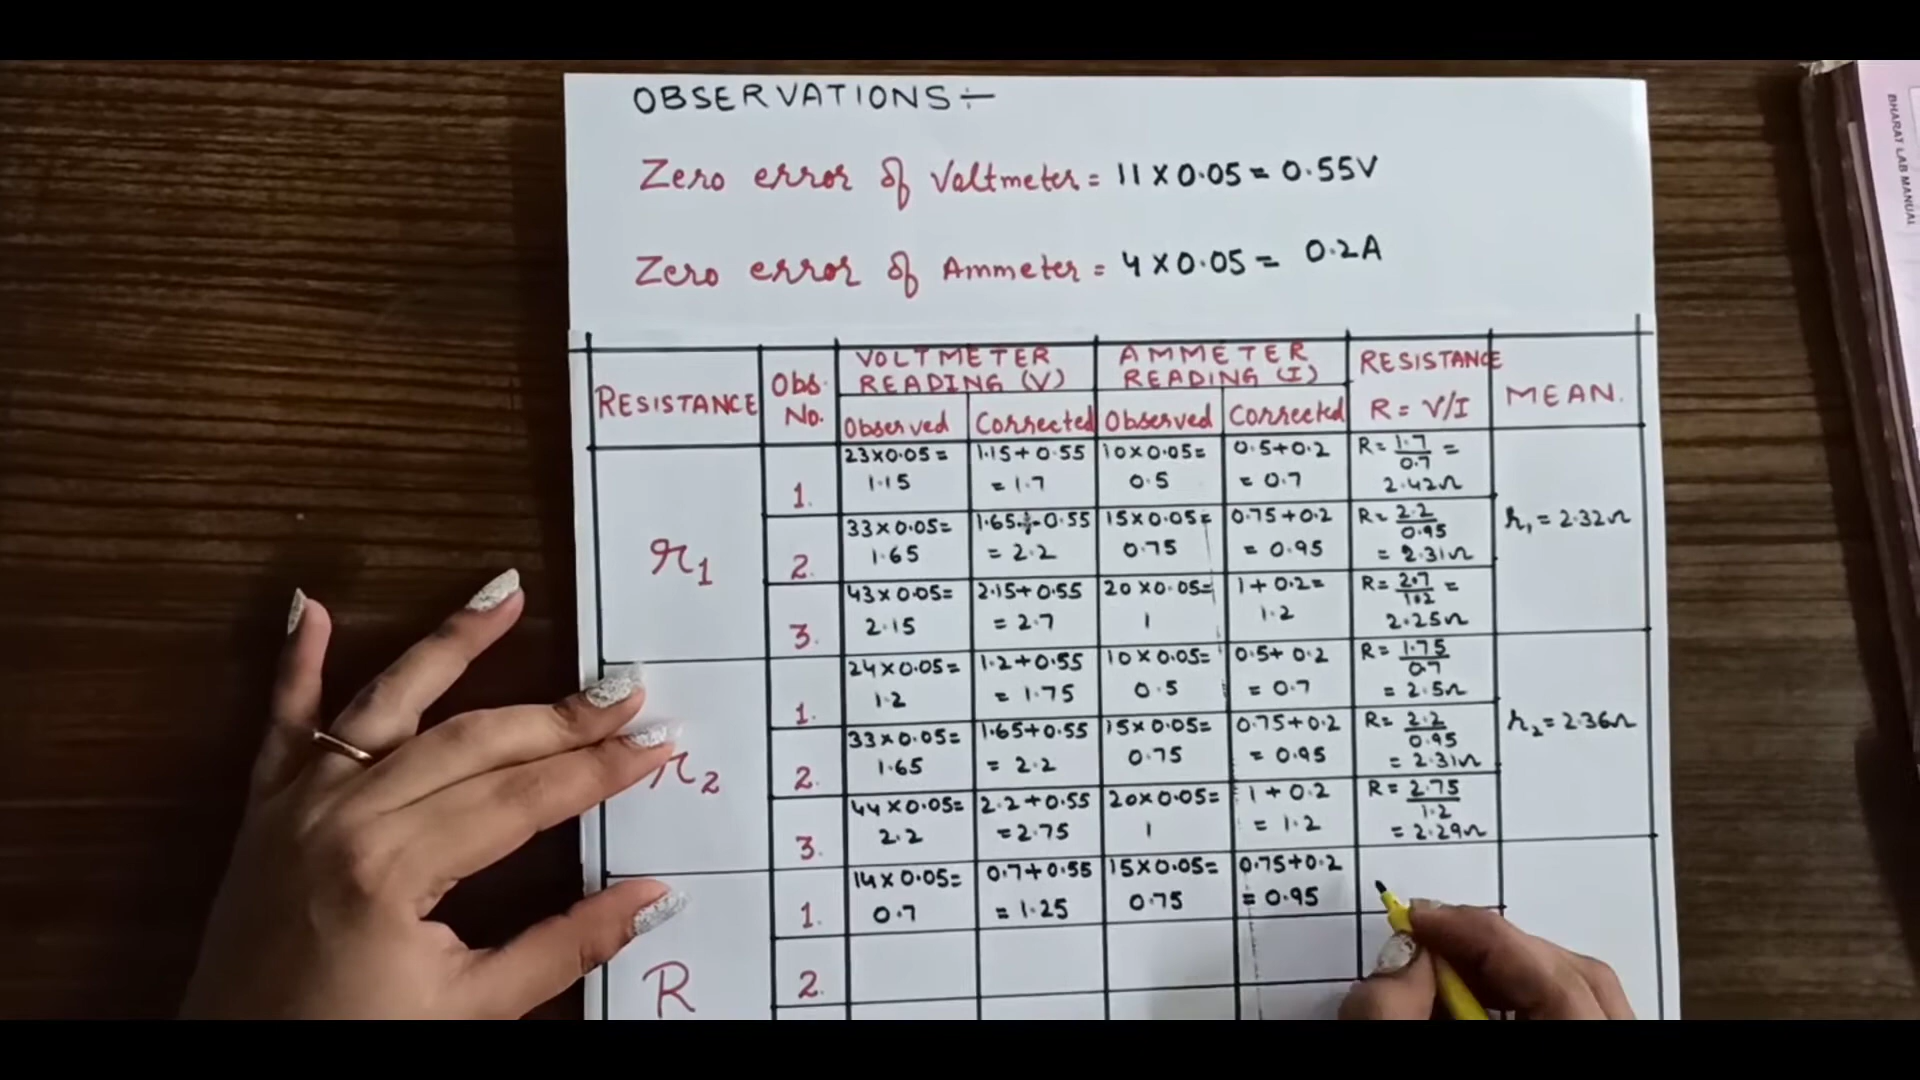 OBSERVATIONS ÷
Zero error of Voltmeter = 11 x 0.05 = 0.55V
Zero error of Ammeter = 4 x 0.05 = 0.2A
RESISTANCE
Obs. No.
VOLTMETER READING (V)
AMMETER READING (I)
RESISTANCE R = V/I
MEAN.
Observed Corrected Observed Corrected
r1
1. 23x0.05= 1.15+0.55 10x0.05= 0.5+0.2 R= 1.7/0.7 =
1.15 = 1.7 0.5 = 0.7 2.42Ω
2. 33x0.05= 1.65+0.55 15x0.05= 0.75+0.2 R= 2.2/0.95
1.65 = 2.2 0.75 = 0.95 = 2.31Ω
r1 = 2.32Ω
3. 43x0.05= 2.15+0.55 20x0.05= 1+0.2= R= 2.7/1.2 =
2.15 = 2.7 1 1.2 2.25Ω
r2
1. 24x0.05= 1.2+0.55 10x0.05= 0.5+0.2 R= 1.75/0.7
1.2 = 1.75 0.5 = 0.7 = 2.5Ω
2. 33x0.05= 1.65+0.55 15x0.05= 0.75+0.2 R= 2.2/0.95
1.65 = 2.2 0.75 = 0.95 = 2.31Ω
r2 = 2.36Ω
3. 44x0.05= 2.2+0.55 20x0.05= 1+0.2 R= 2.75/1.2
2.2 =2.75 1 = 1.2 = 2.29Ω
R
1. 14x0.05= 0.7+0.55 15x0.05= 0.75+0.2
0.7 = 1.25 0.75 = 0.95
2.
BHARAT LAB MANUAL